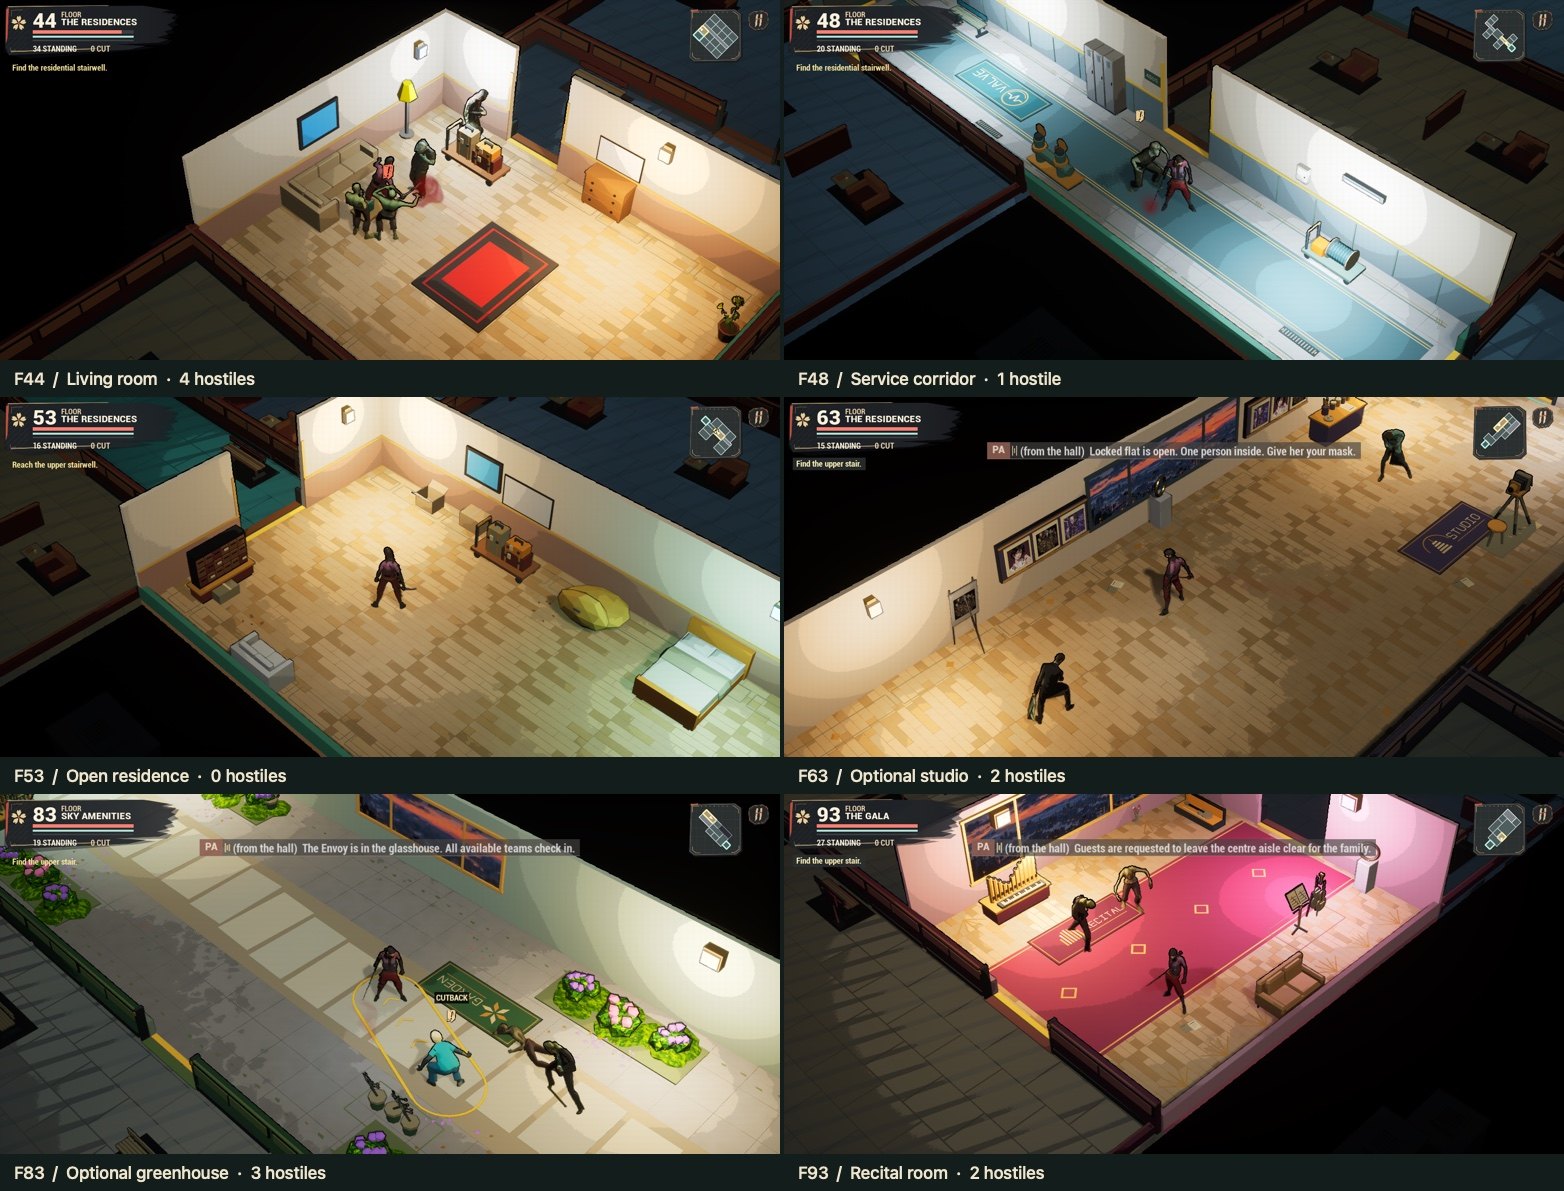 44 FLOOR THE RESIDENCES
34 STANDING 0 CUT
Find the residential stairwell.
F44 / Living room · 4 hostiles
48 FLOOR THE RESIDENCES
20 STANDING 0 CUT
Find the residential stairwell.
VALVE
F48 / Service corridor · 1 hostile
53 FLOOR THE RESIDENCES
16 STANDING 0 CUT
Reach the upper stairwell.
F53 / Open residence · 0 hostiles
63 FLOOR THE RESIDENCES
15 STANDING 0 CUT
Find the upper stair.
PA (from the hall) Locked flat is open. One person inside. Give her your mask.
STUDIO
F63 / Optional studio · 2 hostiles
83 FLOOR SKY AMENITIES
19 STANDING 0 CUT
Find the upper stair.
PA (from the hall) The Envoy is in the glasshouse. All available teams check in.
CUTBACK
F83 / Optional greenhouse · 3 hostiles
93 FLOOR THE GALA
27 STANDING 0 CUT
Find the upper stair.
PA (from the hall) Guests are requested to leave the centre aisle clear for the family.
F93 / Recital room · 2 hostiles